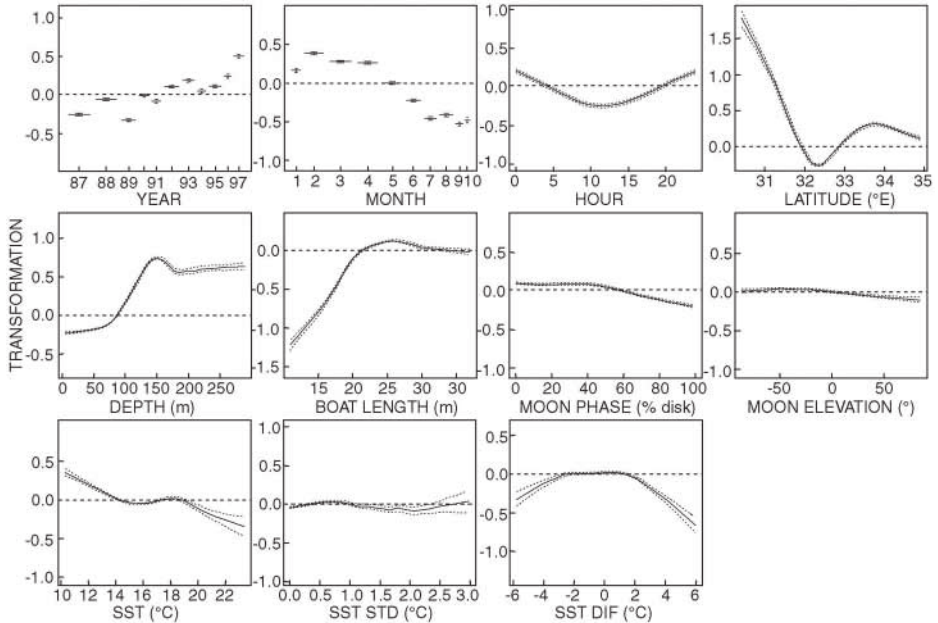 1.0
0.5
0.0
-0.5
87 88 89 91 93 95 97
YEAR
0.5
0.0
-0.5
-1.0
1 2 3 4 5 6 7 8 910
MONTH
1.0
0.5
0.0
-0.5
-1.0
0 5 10 15 20
HOUR
1.5
1.0
0.5
0.0
31 32 33 34 35
LATITUDE (°E)
TRANSFORMATION
1.0
0.5
0.0
-0.5
0 50 100 150 200 250
DEPTH (m)
0.0
-0.5
-1.0
-1.5
15 20 25 30
BOAT LENGTH (m)
0.5
0.0
-0.5
-1.0
0 20 40 60 80 100
MOON PHASE (% disk)
0.5
0.0
-0.5
-1.0
-50 0 50
MOON ELEVATION (°)
0.5
0.0
-0.5
-1.0
10 12 14 16 18 20 22
SST (°C)
1.0
0.5
0.0
-0.5
-1.0
0.0 0.5 1.0 1.5 2.0 2.5 3.0
SST STD (°C)
0.5
0.0
-0.5
-1.0
-6 -4 -2 0 2 4 6
SST DIF (°C)